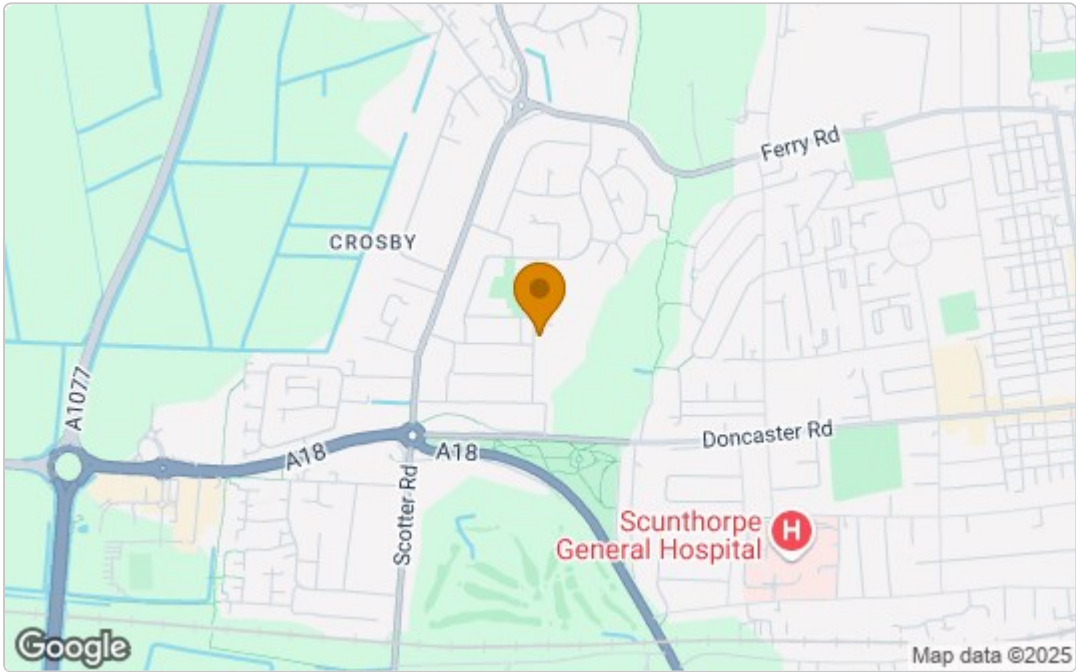 Ferry Rd
CROSBY
A1077
Doncaster Rd
A18
A18
Scotter Rd
Scunthorpe
General Hospital
H
Google
Map data ©2025